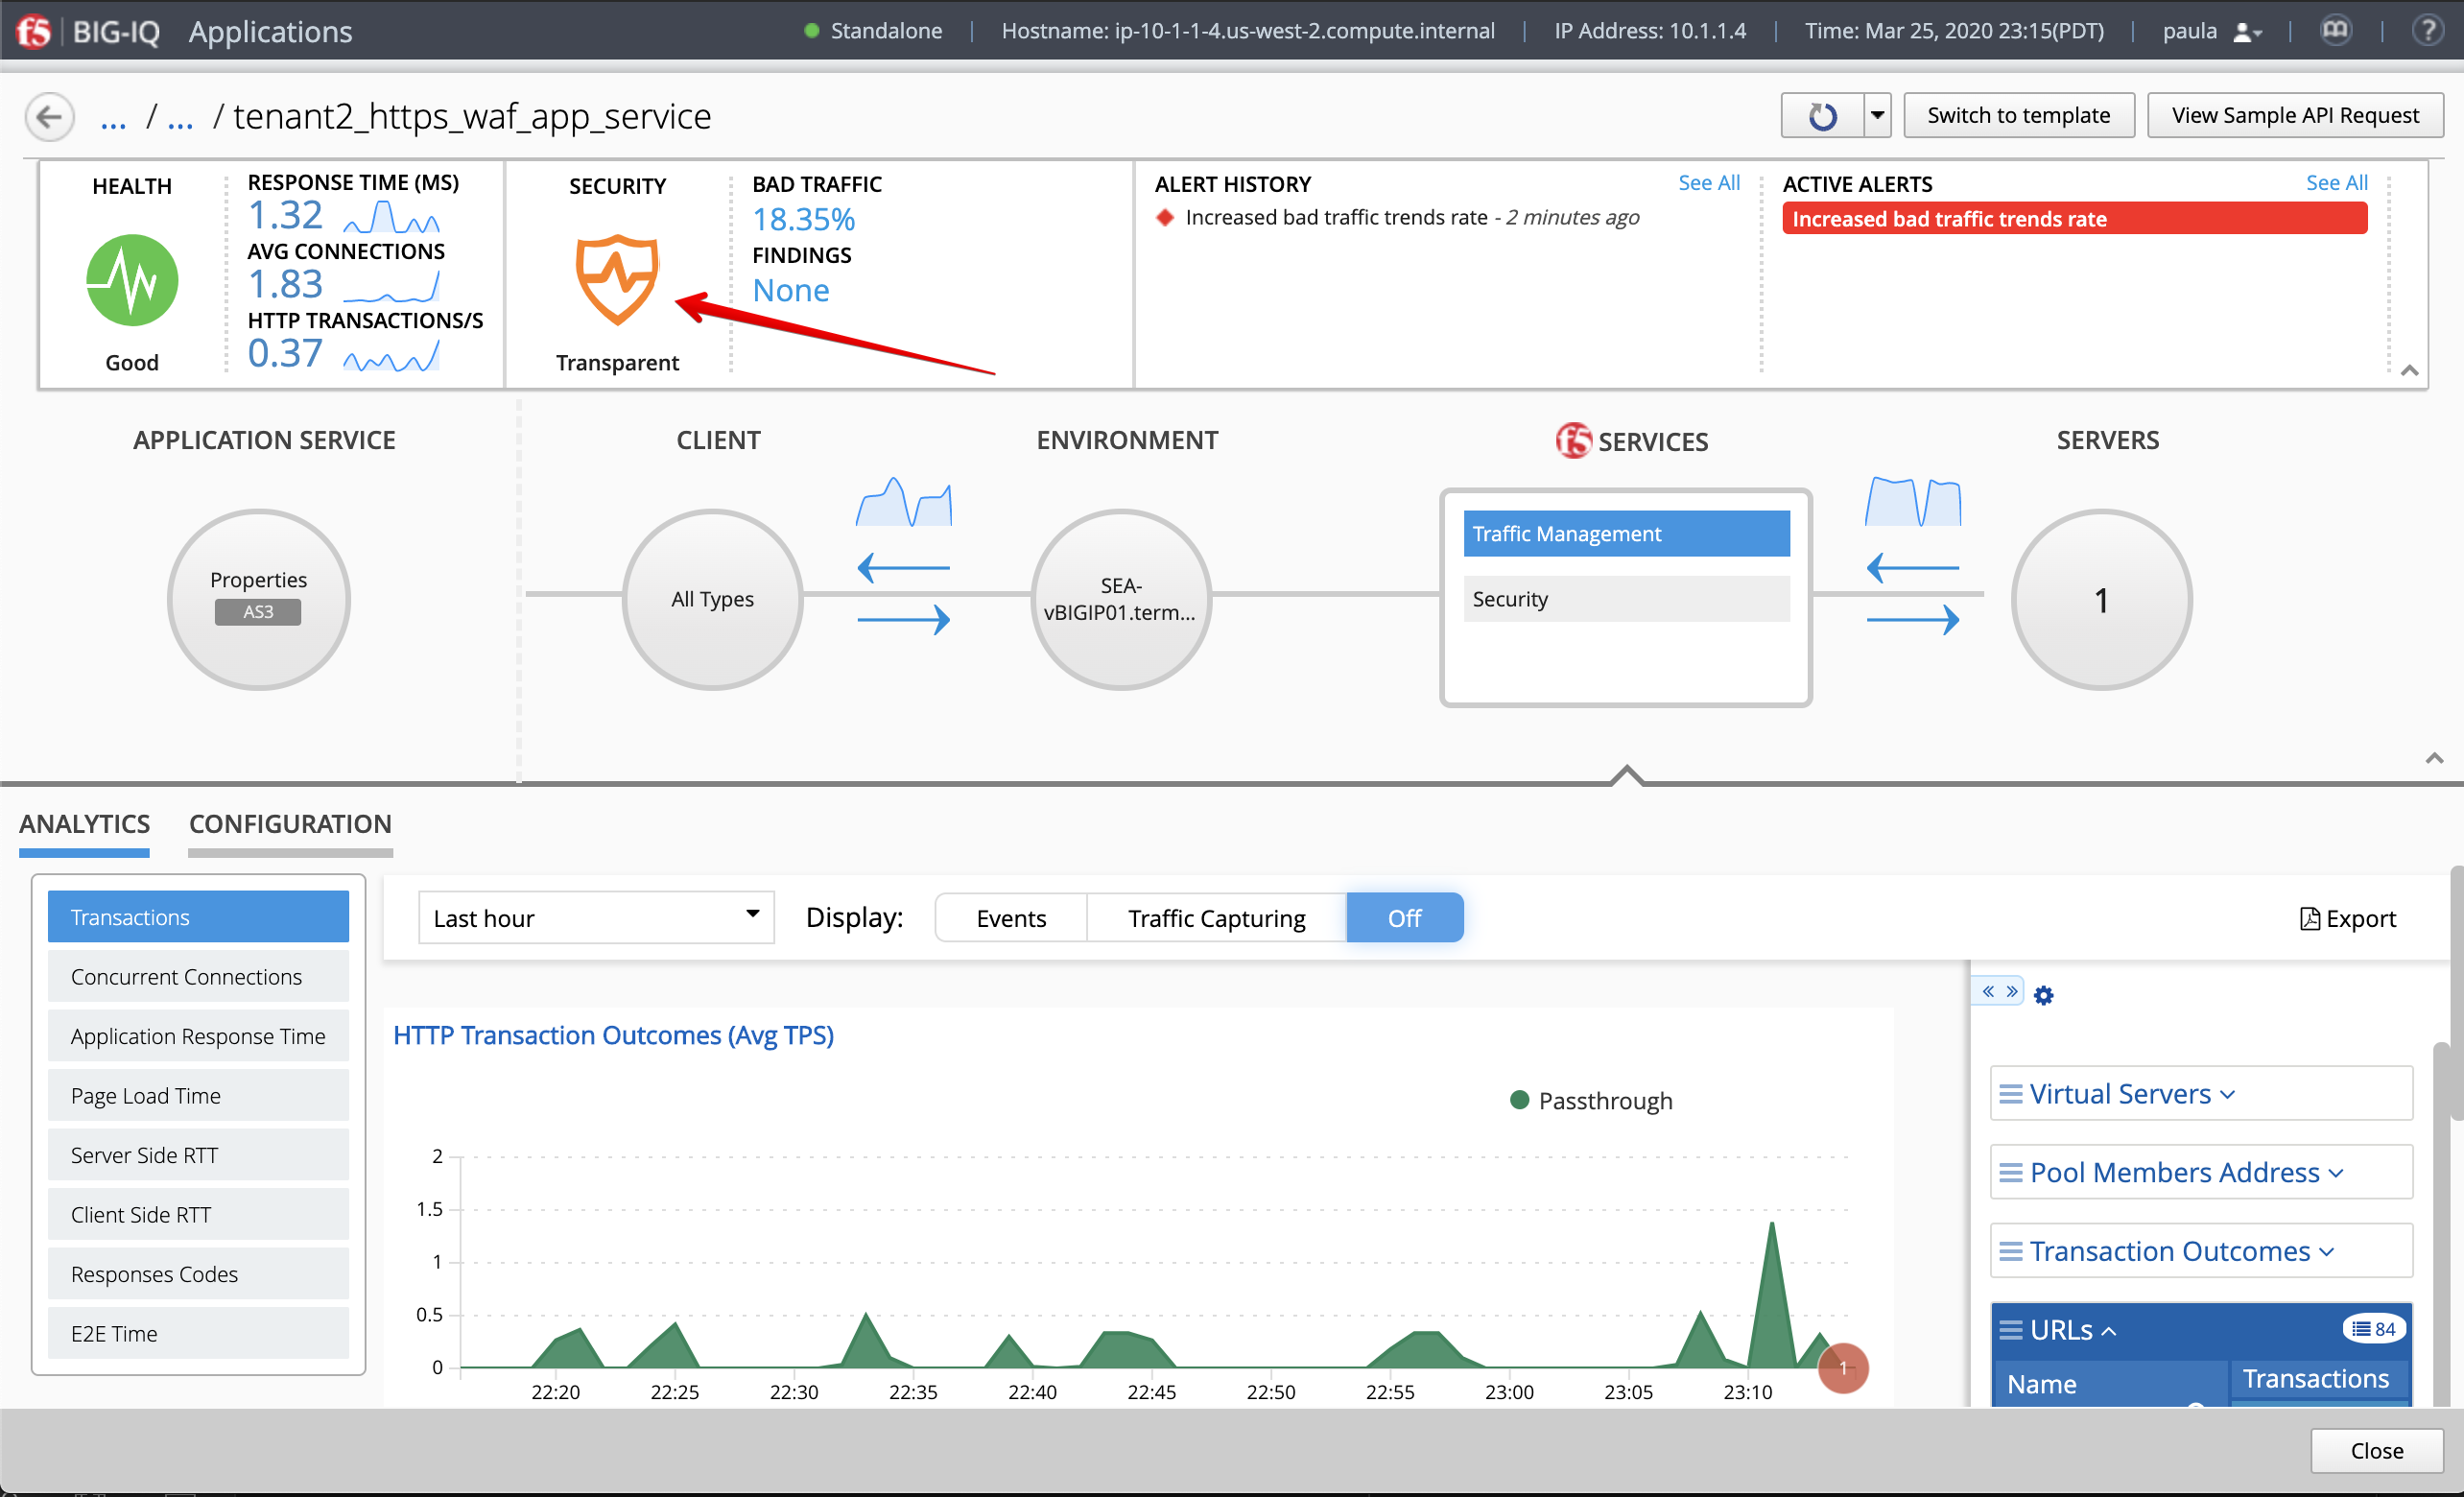 f5 BIG-IQ Applications Standalone Hostname: ip-10-1-1-4.us-west-2.compute.internal IP Address: 10.1.1.4 Time: Mar 25, 2020 23:15(PDT) paula ?
... / ... / tenant2_https_waf_app_service Switch to template View Sample API Request
HEALTH
Good
RESPONSE TIME (MS)
1.32
AVG CONNECTIONS
1.83
HTTP TRANSACTIONS/S
0.37
SECURITY
Transparent
BAD TRAFFIC
18.35%
FINDINGS
None
ALERT HISTORY See All
Increased bad traffic trends rate - 2 minutes ago
ACTIVE ALERTS See All
Increased bad traffic trends rate
APPLICATION SERVICE CLIENT ENVIRONMENT f5 SERVICES SERVERS
Properties
AS3
All Types
SEA-
vBIGIP01.term...
Traffic Management
Security
1
ANALYTICS CONFIGURATION
Transactions
Concurrent Connections
Application Response Time
Page Load Time
Server Side RTT
Client Side RTT
Responses Codes
E2E Time
Last hour Display: Events Traffic Capturing Off Export
HTTP Transaction Outcomes (Avg TPS)
Passthrough
2
1.5
1
0.5
0
22:20 22:25 22:30 22:35 22:40 22:45 22:50 22:55 23:00 23:05 23:10
1
« »
Virtual Servers
Pool Members Address
Transaction Outcomes
URLs 84
Name Transactions
Close